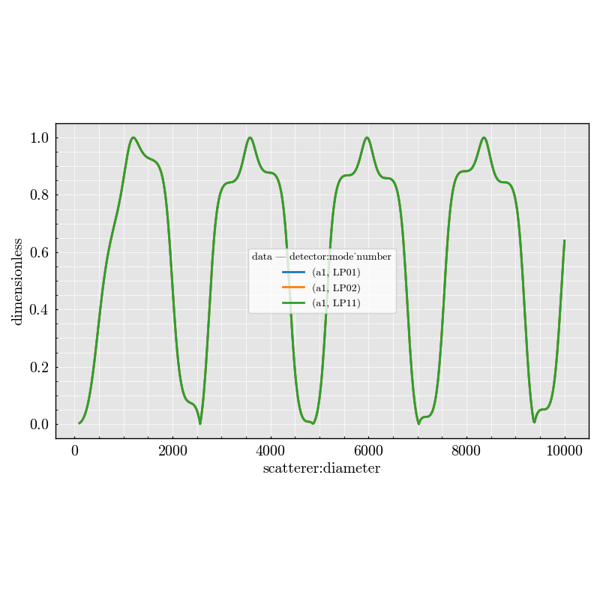 1.0
0.8
0.6
0.4
0.2
0.0
dimensionless
data — detector:mode˙number
(a1, LP01)
(a1, LP02)
(a1, LP11)
0 2000 4000 6000 8000 10000
scatterer:diameter